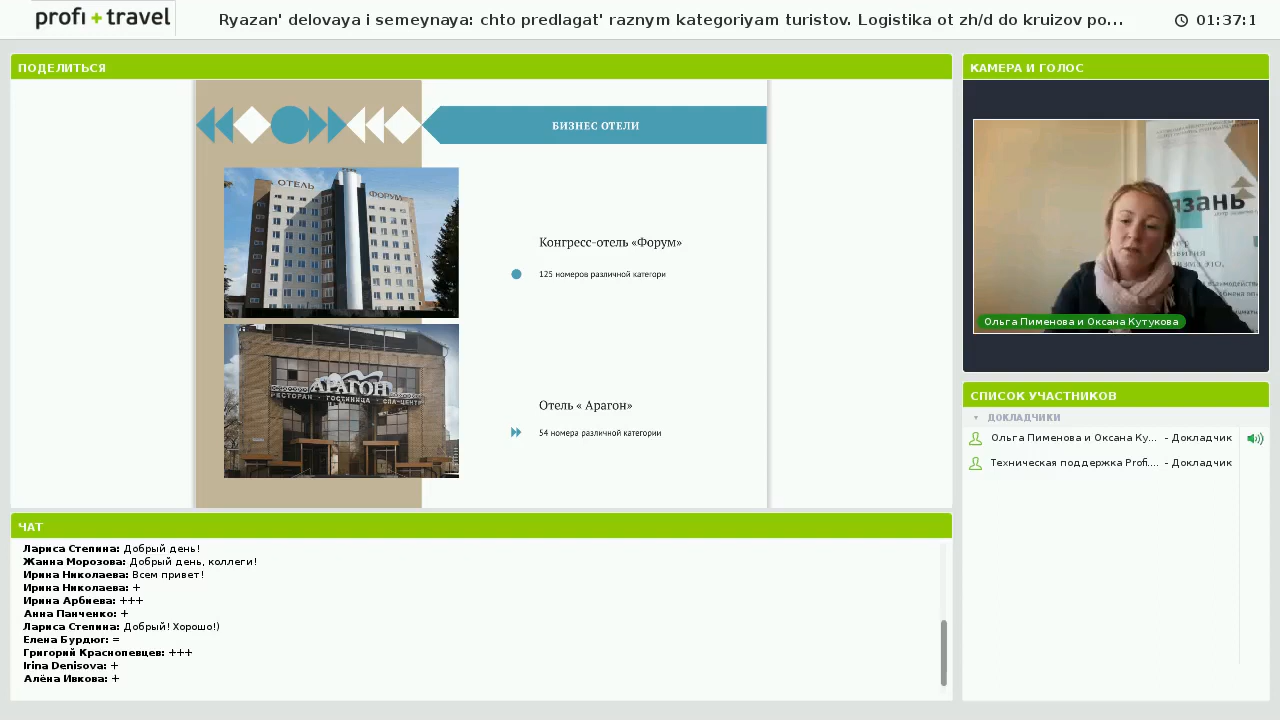 profi + travel
Ryazan' delovaya i semeynaya: chto predlagat' raznym kategoriyam turistov. Logistika ot zh/d do kruizov po...
01:37:1
ПОДЕЛИТЬСЯ
БИЗНЕС ОТЕЛИ
ОТЕЛЬ
ФОРУМ
Конгресс-отель «Форум»
125 номеров различной категори
АРАГОН
РЕСТОРАН · ГОСТИНИЦА · СПА-ЦЕНТР
Отель « Арагон»
54 номера различной категории
КАМЕРА И ГОЛОС
язань
Ольга Пименова и Оксана Кутукова
СПИСОК УЧАСТНИКОВ
ДОКЛАДЧИКИ
Ольга Пименова и Оксана Ку... - Докладчик
Техническая поддержка Profi.... - Докладчик
ЧАТ
Лариса Степина: Добрый день!
Жанна Морозова: Добрый день, коллеги!
Ирина Николаева: Всем привет!
Ирина Николаева: +
Ирина Арбиева: +++
Анна Панченко: +
Лариса Степина: Добрый! Хорошо!)
Елена Бурдюг: =
Григорий Краснопевцев: +++
Irina Denisova: +
Алёна Ивкова: +